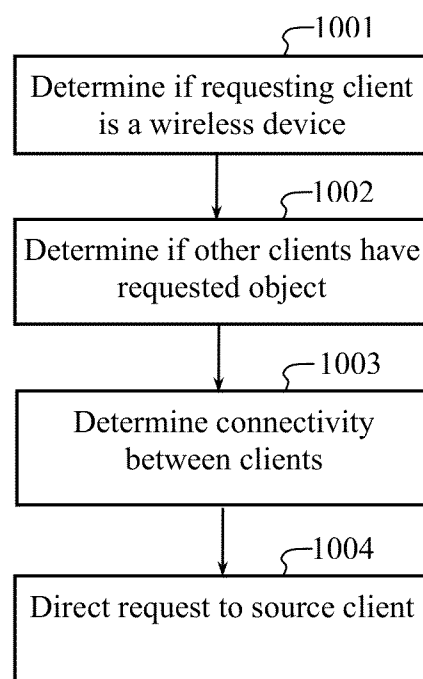 1001
Determine if requesting client
is a wireless device
1002
Determine if other clients have
requested object
1003
Determine connectivity
between clients
1004
Direct request to source client